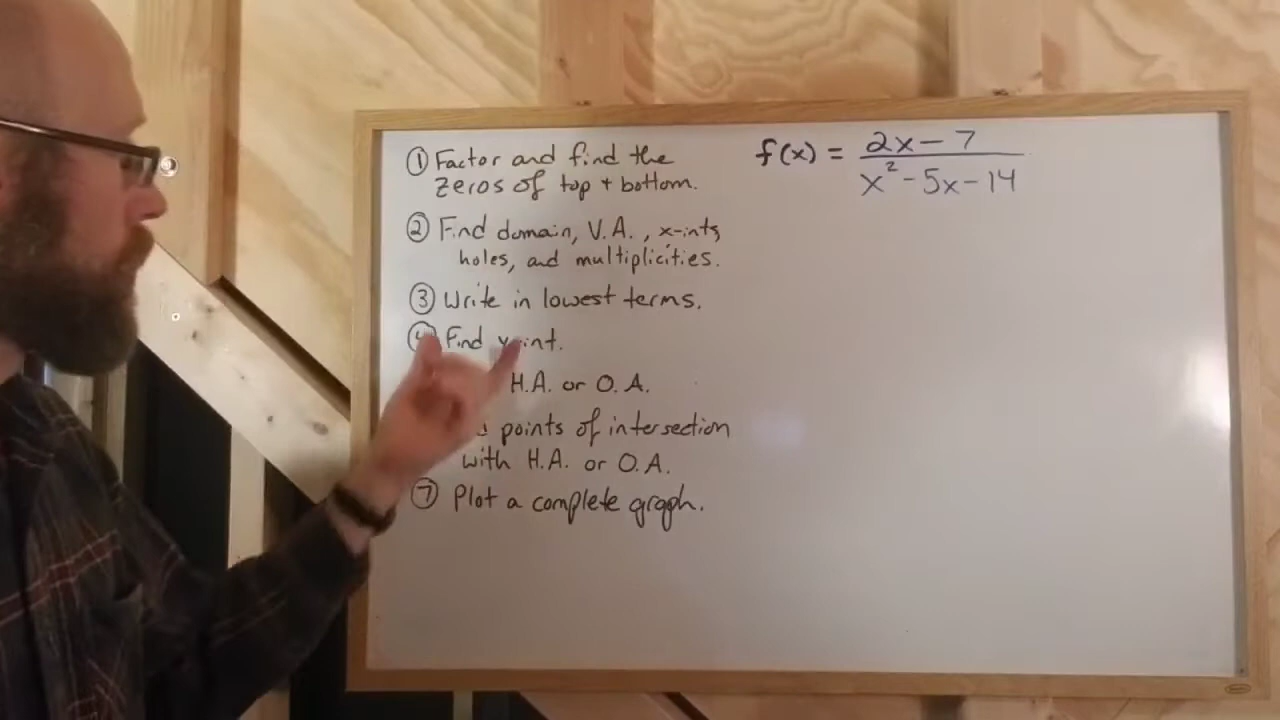 ① Factor and find the
zeros of top + bottom.
② Find domain, V.A., x-ints,
holes, and multiplicities.
③ Write in lowest terms.
④ Find y-int.
H.A. or O.A.
points of intersection
with H.A. or O.A.
⑦ Plot a complete graph.
f(x) = 2x - 7
x² - 5x - 14